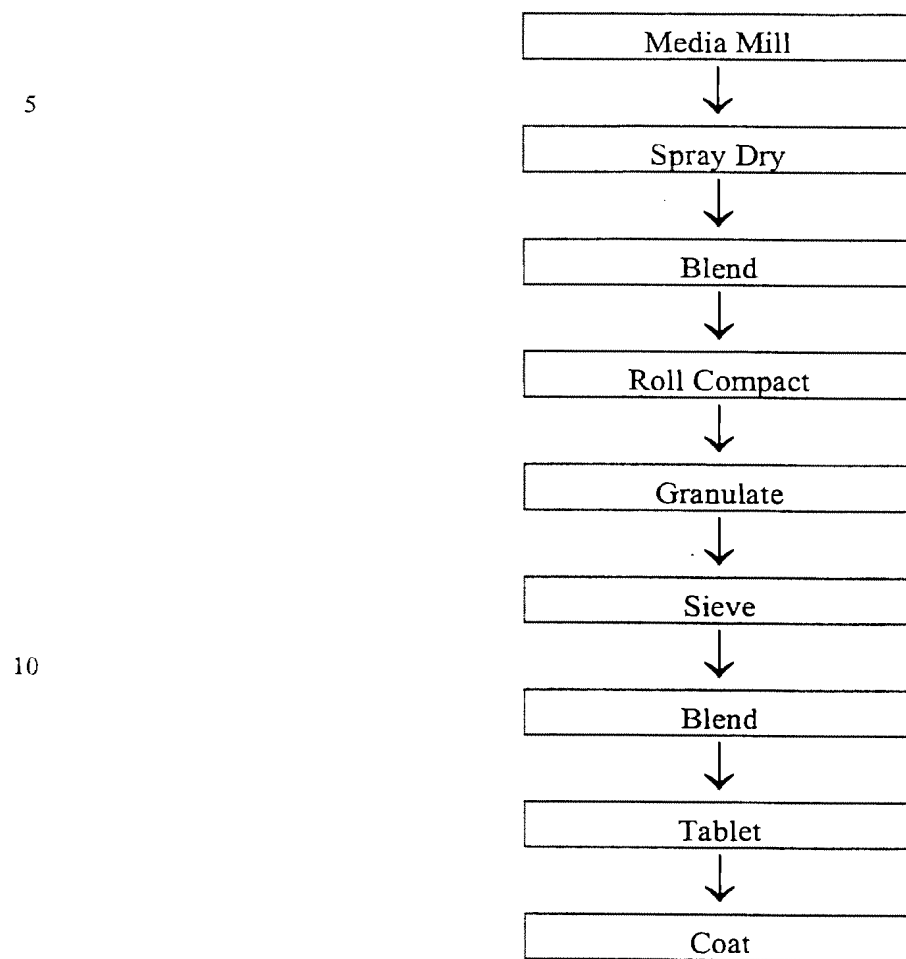 Media Mill
5
Spray Dry
Blend
Roll Compact
Granulate
Sieve
10
Blend
Tablet
Coat